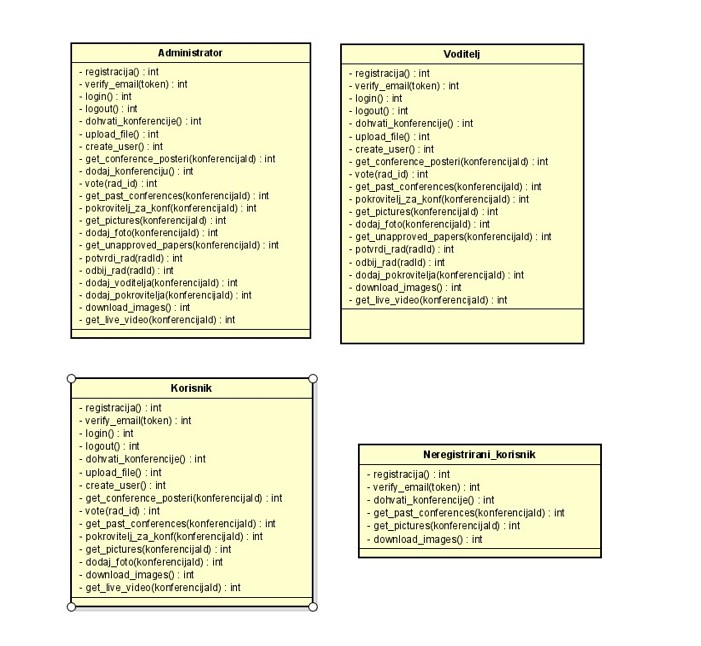 Administrator
- registracija() : int
- verify_email(token) : int
- login() : int
- logout() : int
- dohvati_konferencije() : int
- upload_file() : int
- create_user() : int
- get_conference_posteri(konferencijaId) : int
- dodaj_konferenciju() : int
- vote(rad_id) : int
- get_past_conferences(konferencijaId) : int
- pokrovitelj_za_konf(konferencijaId) : int
- get_pictures(konferencijaId) : int
- dodaj_foto(konferencijaId) : int
- get_unapproved_papers(konferencijaId) : int
- potvrdi_rad(radId) : int
- odbij_rad(radId) : int
- dodaj_voditelja(konferencijaId) : int
- dodaj_pokrovitelja(konferencijaId) : int
- download_images() : int
- get_live_video(konferencijaId) : int
Voditelj
- registracija() : int
- verify_email(token) : int
- login() : int
- logout() : int
- dohvati_konferencije() : int
- upload_file() : int
- create_user() : int
- get_conference_posteri(konferencijaId) : int
- vote(rad_id) : int
- get_past_conferences(konferencijaId) : int
- pokrovitelj_za_konf(konferencijaId) : int
- get_pictures(konferencijaId) : int
- dodaj_foto(konferencijaId) : int
- get_unapproved_papers(konferencijaId) : int
- potvrdi_rad(radId) : int
- odbij_rad(radId) : int
- dodaj_pokrovitelja(konferencijaId) : int
- download_images() : int
- get_live_video(konferencijaId) : int
Korisnik
- registracija() : int
- verify_email(token) : int
- login() : int
- logout() : int
- dohvati_konferencije() : int
- upload_file() : int
- create_user() : int
- get_conference_posteri(konferencijaId) : int
- vote(rad_id) : int
- get_past_conferences(konferencijaId) : int
- pokrovitelj_za_konf(konferencijaId) : int
- get_pictures(konferencijaId) : int
- dodaj_foto(konferencijaId) : int
- download_images() : int
- get_live_video(konferencijaId) : int
Neregistrirani_korisnik
- registracija() : int
- verify_email(token) : int
- dohvati_konferencije() : int
- get_past_conferences(konferencijaId) : int
- get_pictures(konferencijaId) : int
- download_images() : int